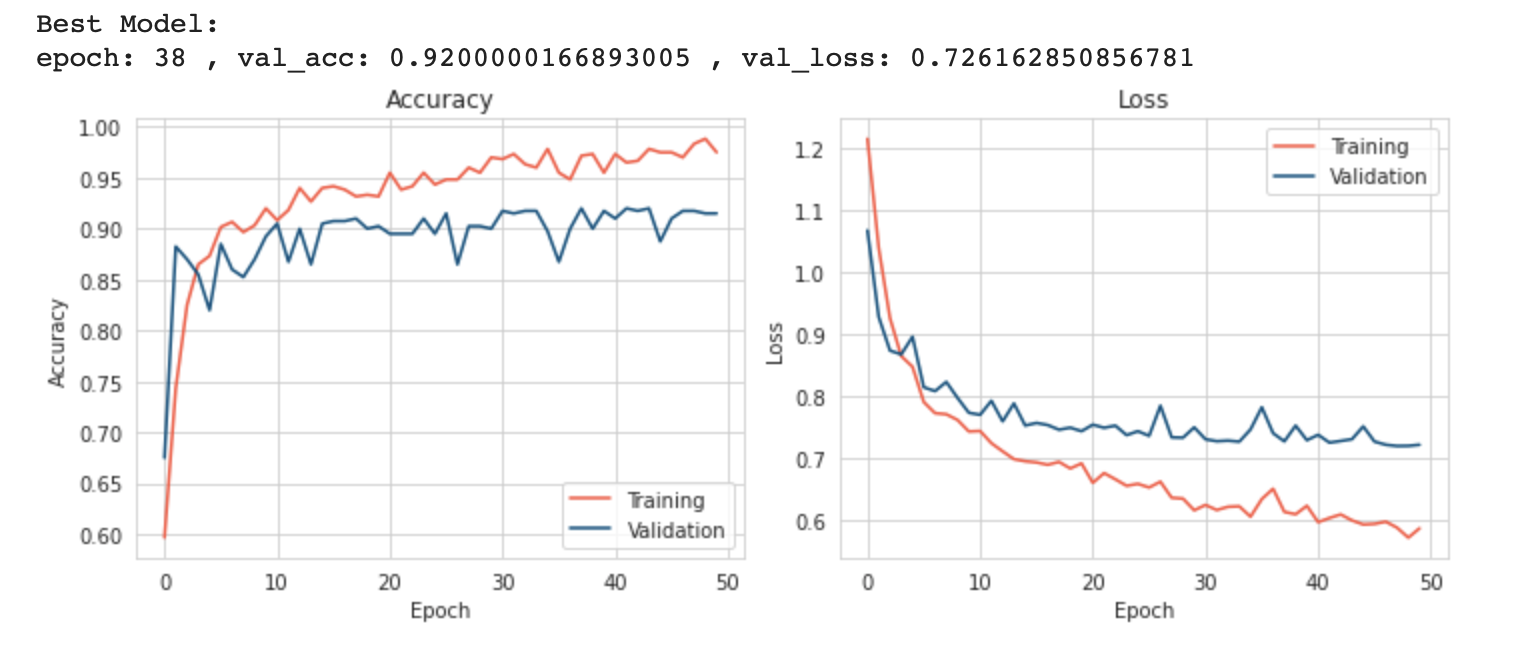 Best Model:
epoch: 38 , val_acc: 0.9200000166893005 , val_loss: 0.726162850856781
Accuracy
1.00
0.95
0.90
0.85
0.80
0.75
0.70
0.65
0.60
Accuracy
Training
Validation
0 10 20 30 40 50
Epoch
Loss
1.2
1.1
1.0
0.9
0.8
0.7
0.6
Loss
Training
Validation
0 10 20 30 40 50
Epoch